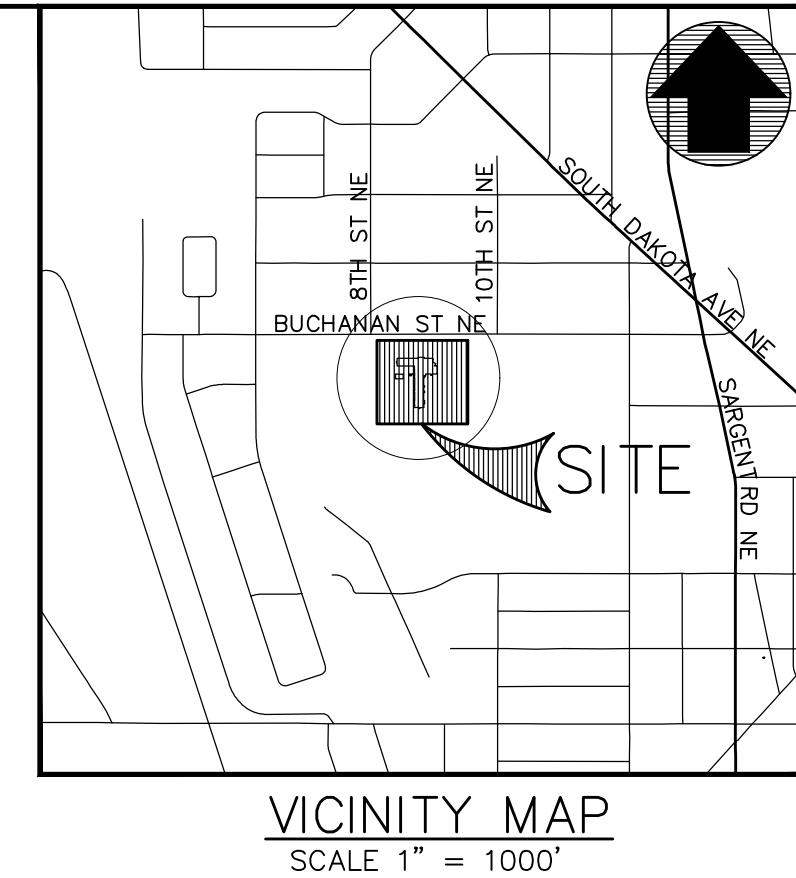 8TH ST NE
10TH ST NE
SOUTH DAKOTA AVE NE
BUCHANAN ST NE
SARGENT RD NE
SITE
VICINITY MAP
SCALE 1" = 1000'